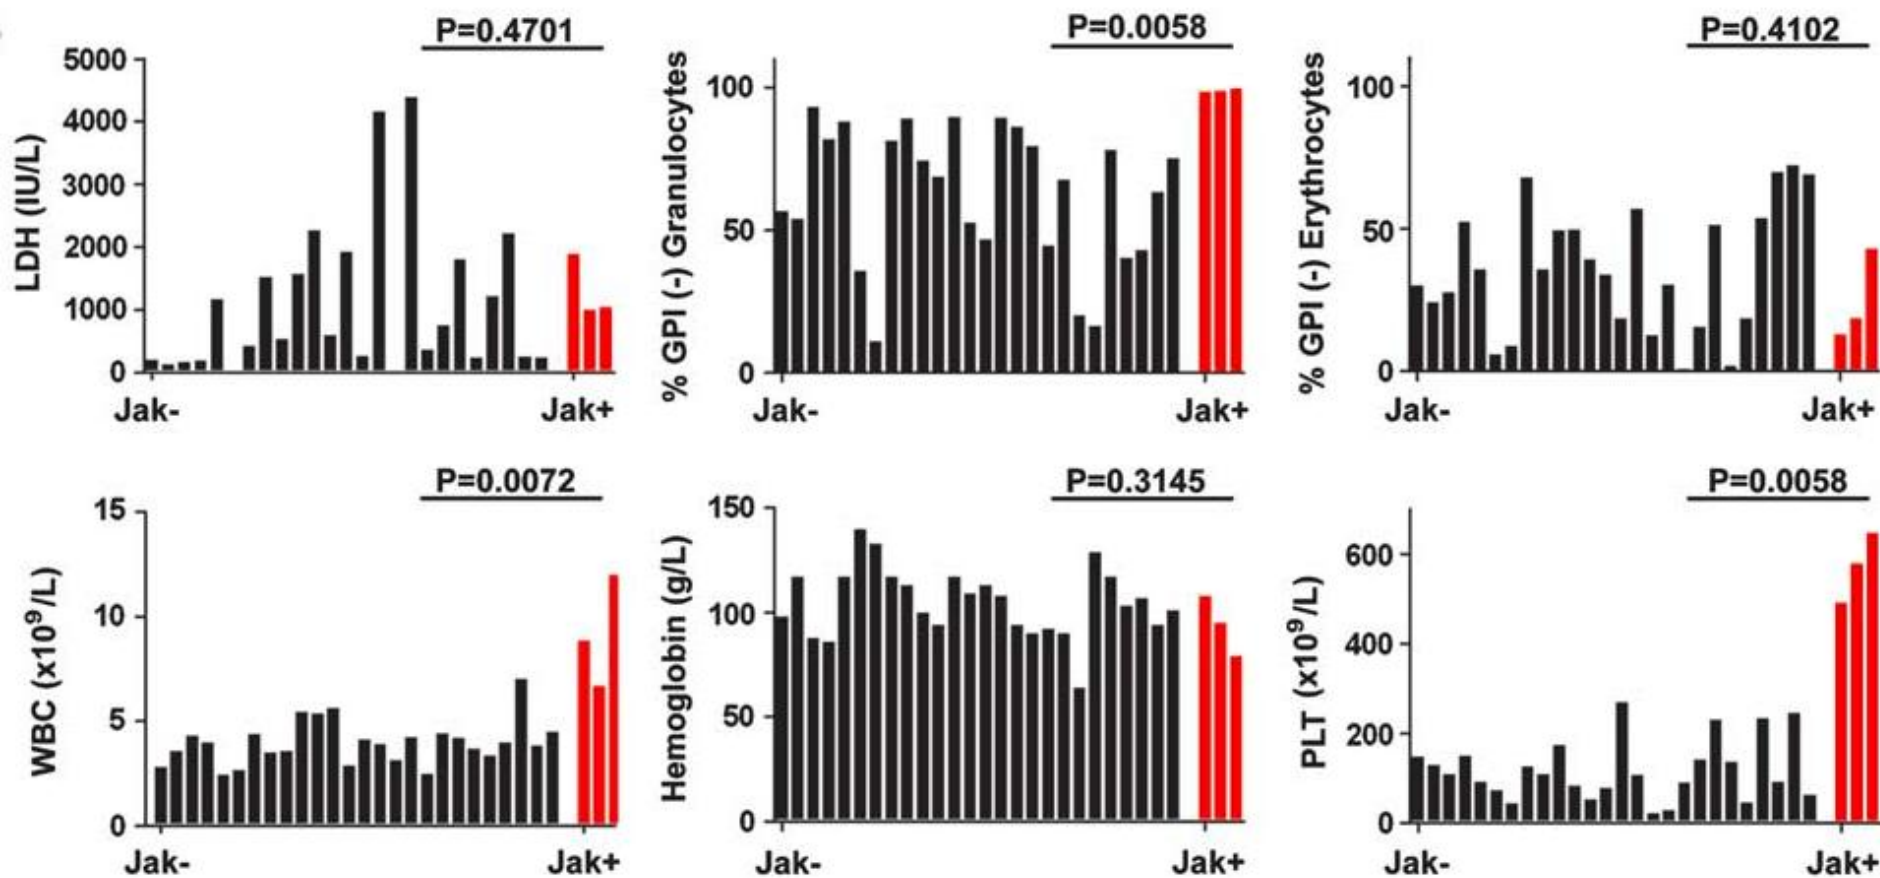 P=0.4701
LDH (IU/L)
5000
4000
3000
2000
1000
0
Jak-
Jak+
P=0.0058
% GPI (-) Granulocytes
100
50
0
Jak-
Jak+
P=0.4102
% GPI (-) Erythrocytes
100
50
0
Jak-
Jak+
P=0.0072
WBC (x10⁹/L)
15
10
5
0
Jak-
Jak+
P=0.3145
Hemoglobin (g/L)
150
100
50
0
Jak-
Jak+
P=0.0058
PLT (x10⁹/L)
600
400
200
0
Jak-
Jak+